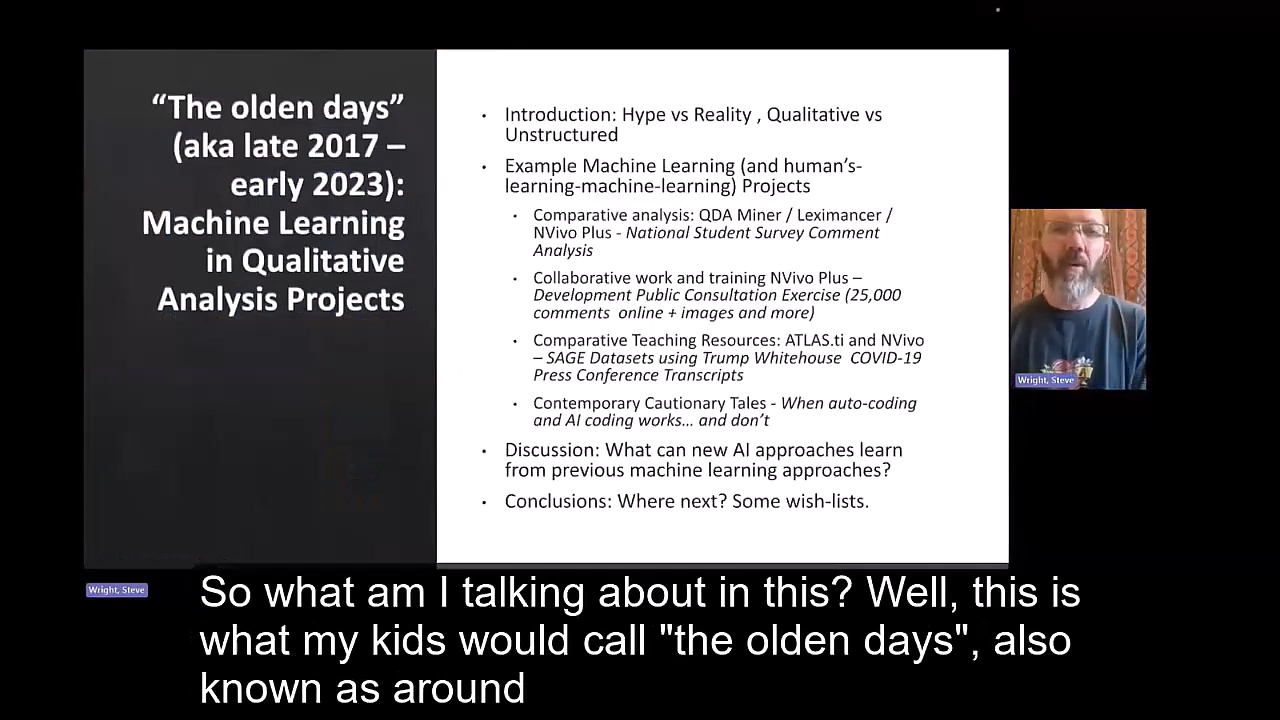 “The olden days”
(aka late 2017 –
early 2023):
Machine Learning
in Qualitative
Analysis Projects
• Introduction: Hype vs Reality , Qualitative vs
Unstructured
• Example Machine Learning (and human’s-
learning-machine-learning) Projects
• Comparative analysis: QDA Miner / Leximancer /
NVivo Plus - National Student Survey Comment
Analysis
• Collaborative work and training NVivo Plus –
Development Public Consultation Exercise (25,000
comments online + images and more)
• Comparative Teaching Resources: ATLAS.ti and NVivo
– SAGE Datasets using Trump Whitehouse COVID-19
Press Conference Transcripts
• Contemporary Cautionary Tales - When auto-coding
and AI coding works… and don’t
• Discussion: What can new AI approaches learn
from previous machine learning approaches?
• Conclusions: Where next? Some wish-lists.
Wright, Steve
Wright, Steve
So what am I talking about in this? Well, this is
what my kids would call "the olden days", also
known as around